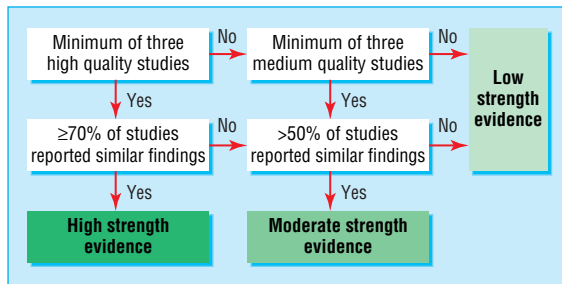 Minimum of three
high quality studies
No
Minimum of three
medium quality studies
No
Low
strength
evidence
Yes
Yes
≥70% of studies
reported similar findings
No
>50% of studies
reported similar findings
No
Yes
Yes
High strength
evidence
Moderate strength
evidence